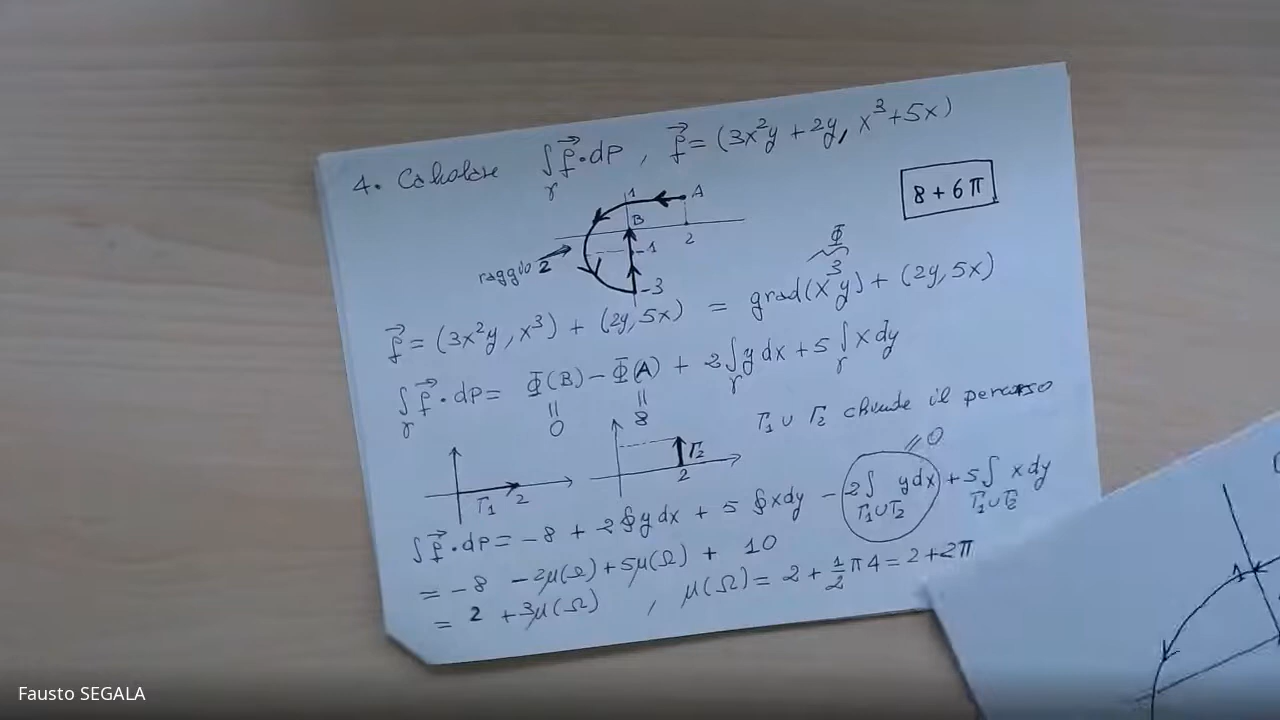 4. Calcolare ∫γ f⃗·dP, f⃗ = (3x²y + 2y, x³+5x)
8 + 6π
1 A
B
-1 2
raggio 2
-3
Φ
f⃗ = (3x²y, x³) + (2y, 5x) = grad(x³y) + (2y, 5x)
∫γ f⃗·dP = Φ(B) - Φ(A) + 2∫γ y dx + 5∫γ x dy
= 0 = 8
Γ1 ∪ Γ2 chiude il percorso
Γ1 2
Γ2 2
= 0
∫γ f⃗·dP = -8 + 2∮y dx + 5∮x dy - 2∫Γ1∪Γ2 y dx + 5∫Γ1∪Γ2 x dy
= -8 - 2μ(Ω) + 5μ(Ω) + 10
= 2 + 3μ(Ω) , μ(Ω) = 2 + 1/2 π4 = 2 + 2π
Fausto SEGALA